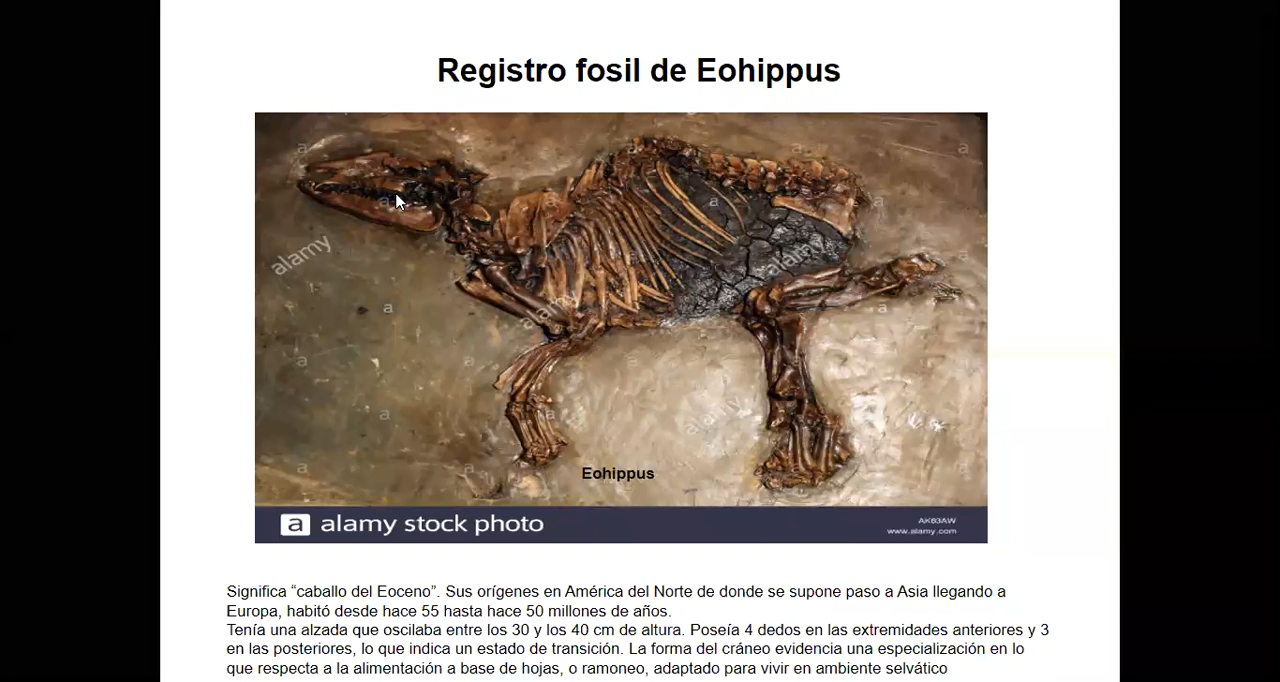 Registro fosil de Eohippus
a
a
a
a
a
a
a
a
alamy
alamy
alamy
a
a
a
a
a
alamy
a
a
a
a
Eohippus
a alamy stock photo
AK63AW
www.alamy.com
Significa “caballo del Eoceno”. Sus orígenes en América del Norte de donde se supone paso a Asia llegando a
Europa, habitó desde hace 55 hasta hace 50 millones de años.
Tenía una alzada que oscilaba entre los 30 y los 40 cm de altura. Poseía 4 dedos en las extremidades anteriores y 3
en las posteriores, lo que indica un estado de transición. La forma del cráneo evidencia una especialización en lo
que respecta a la alimentación a base de hojas, o ramoneo, adaptado para vivir en ambiente selvático